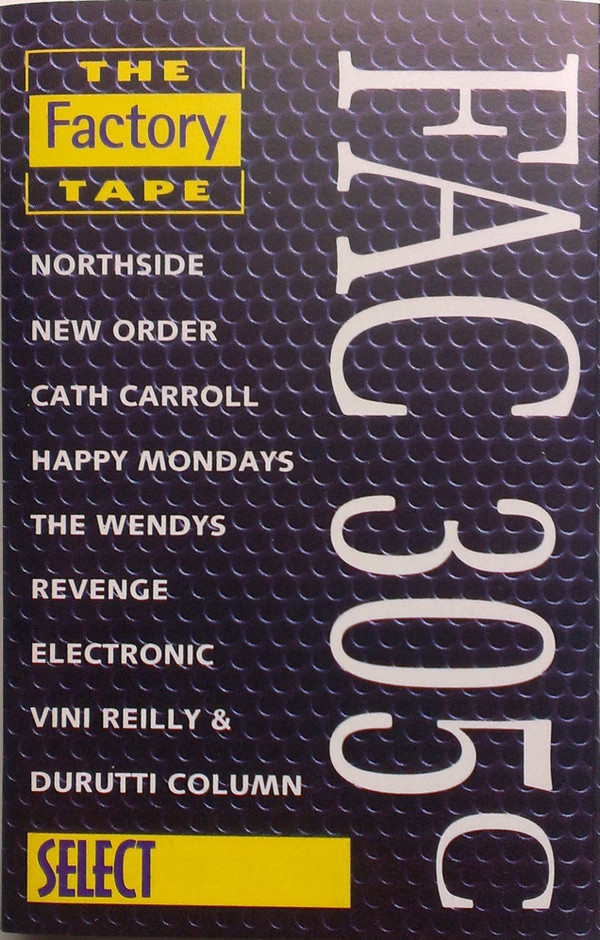 THE
Factory
TAPE
NORTHSIDE
NEW ORDER
CATH CARROLL
HAPPY MONDAYS
THE WENDYS
REVENGE
ELECTRONIC
VINI REILLY &
DURUTTI COLUMN
SELECT
FAC 305c